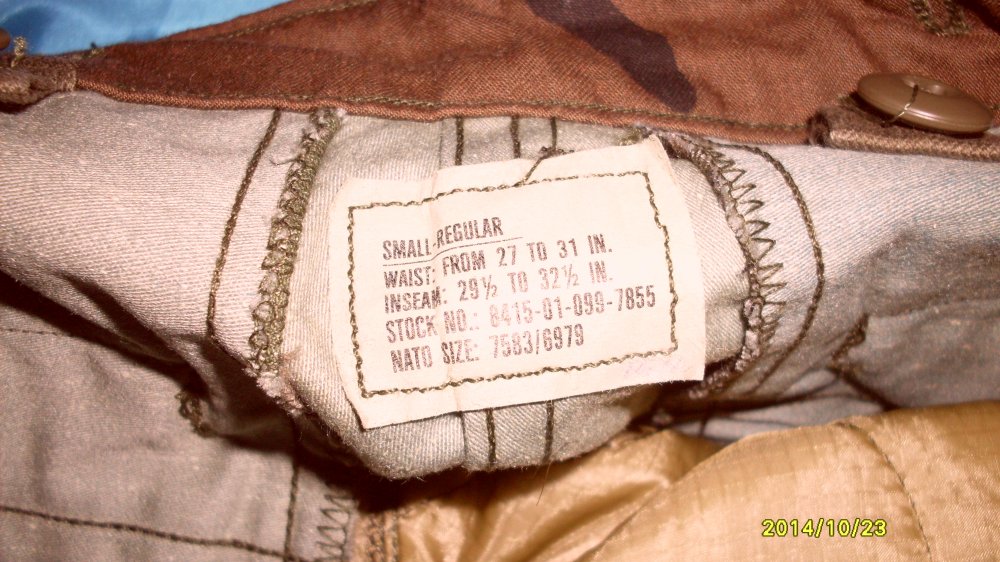 SMALL-REGULAR
WAIST: FROM 27 TO 31 IN.
INSEAM: 29½ TO 32½ IN.
STOCK NO.: 8415-01-099-7855
NATO SIZE: 7583/6979
2014/10/23